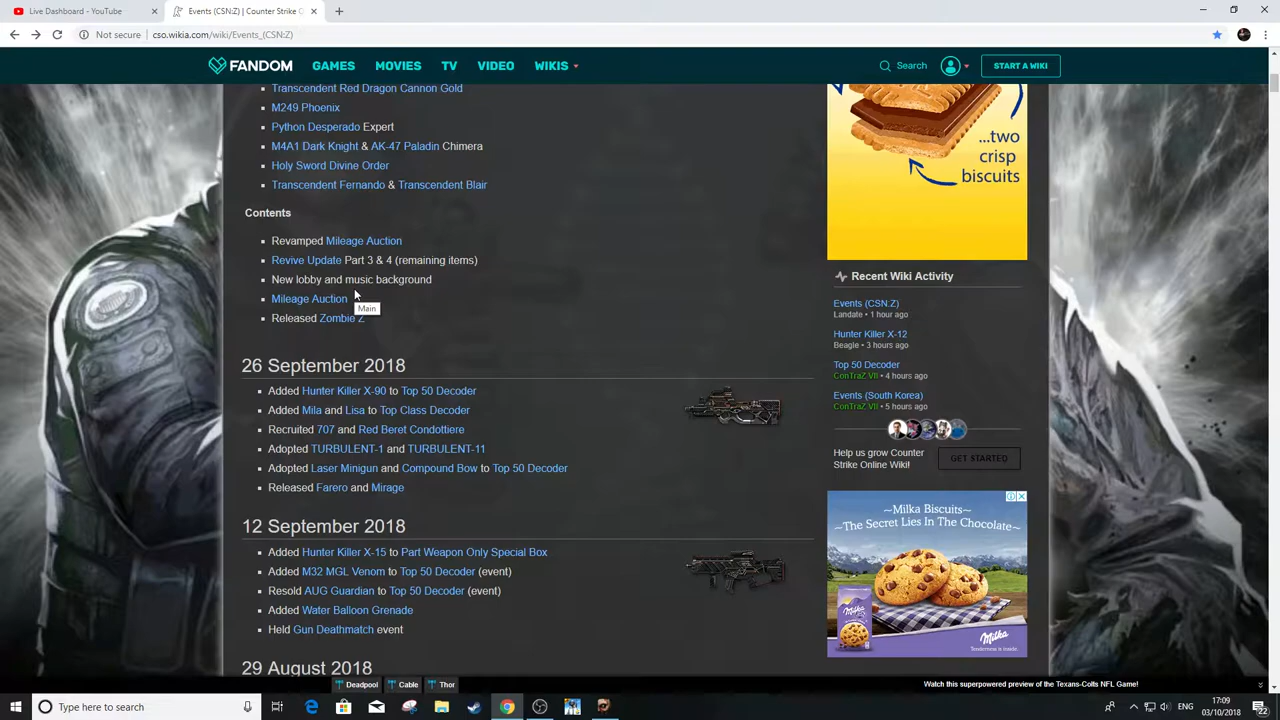 Live Dashboard - YouTube
Events (CSN:Z) | Counter Strike O
Not secure | cso.wikia.com/wiki/Events_(CSN:Z)
FANDOM GAMES MOVIES TV VIDEO WIKIS Search START A WIKI
Transcendent Red Dragon Cannon Gold
M249 Phoenix
Python Desperado Expert
M4A1 Dark Knight & AK-47 Paladin Chimera
Holy Sword Divine Order
Transcendent Fernando & Transcendent Blair
Contents
Revamped Mileage Auction
Revive Update Part 3 & 4 (remaining items)
New lobby and music background
Mileage Auction
Main
Released Zombie Z
26 September 2018
Added Hunter Killer X-90 to Top 50 Decoder
Added Mila and Lisa to Top Class Decoder
Recruited 707 and Red Beret Condottiere
Adopted TURBULENT-1 and TURBULENT-11
Adopted Laser Minigun and Compound Bow to Top 50 Decoder
Released Farero and Mirage
12 September 2018
Added Hunter Killer X-15 to Part Weapon Only Special Box
Added M32 MGL Venom to Top 50 Decoder (event)
Resold AUG Guardian to Top 50 Decoder (event)
Added Water Balloon Grenade
Held Gun Deathmatch event
29 August 2018
...two
crisp
biscuits
Recent Wiki Activity
Events (CSN:Z)
Landate • 1 hour ago
Hunter Killer X-12
Beagle • 3 hours ago
Top 50 Decoder
ConTraZ VII • 4 hours ago
Events (South Korea)
ConTraZ VII • 5 hours ago
Help us grow Counter
Strike Online Wiki!
GET STARTED
~Milka Biscuits~
~The Secret Lies In The Chocolate~
Milka
Milka
Tenderness is inside.
Deadpool Cable Thor
Watch this superpowered preview of the Texans-Colts NFL Game!
Type here to search
ENG
17:09
03/10/2018
22